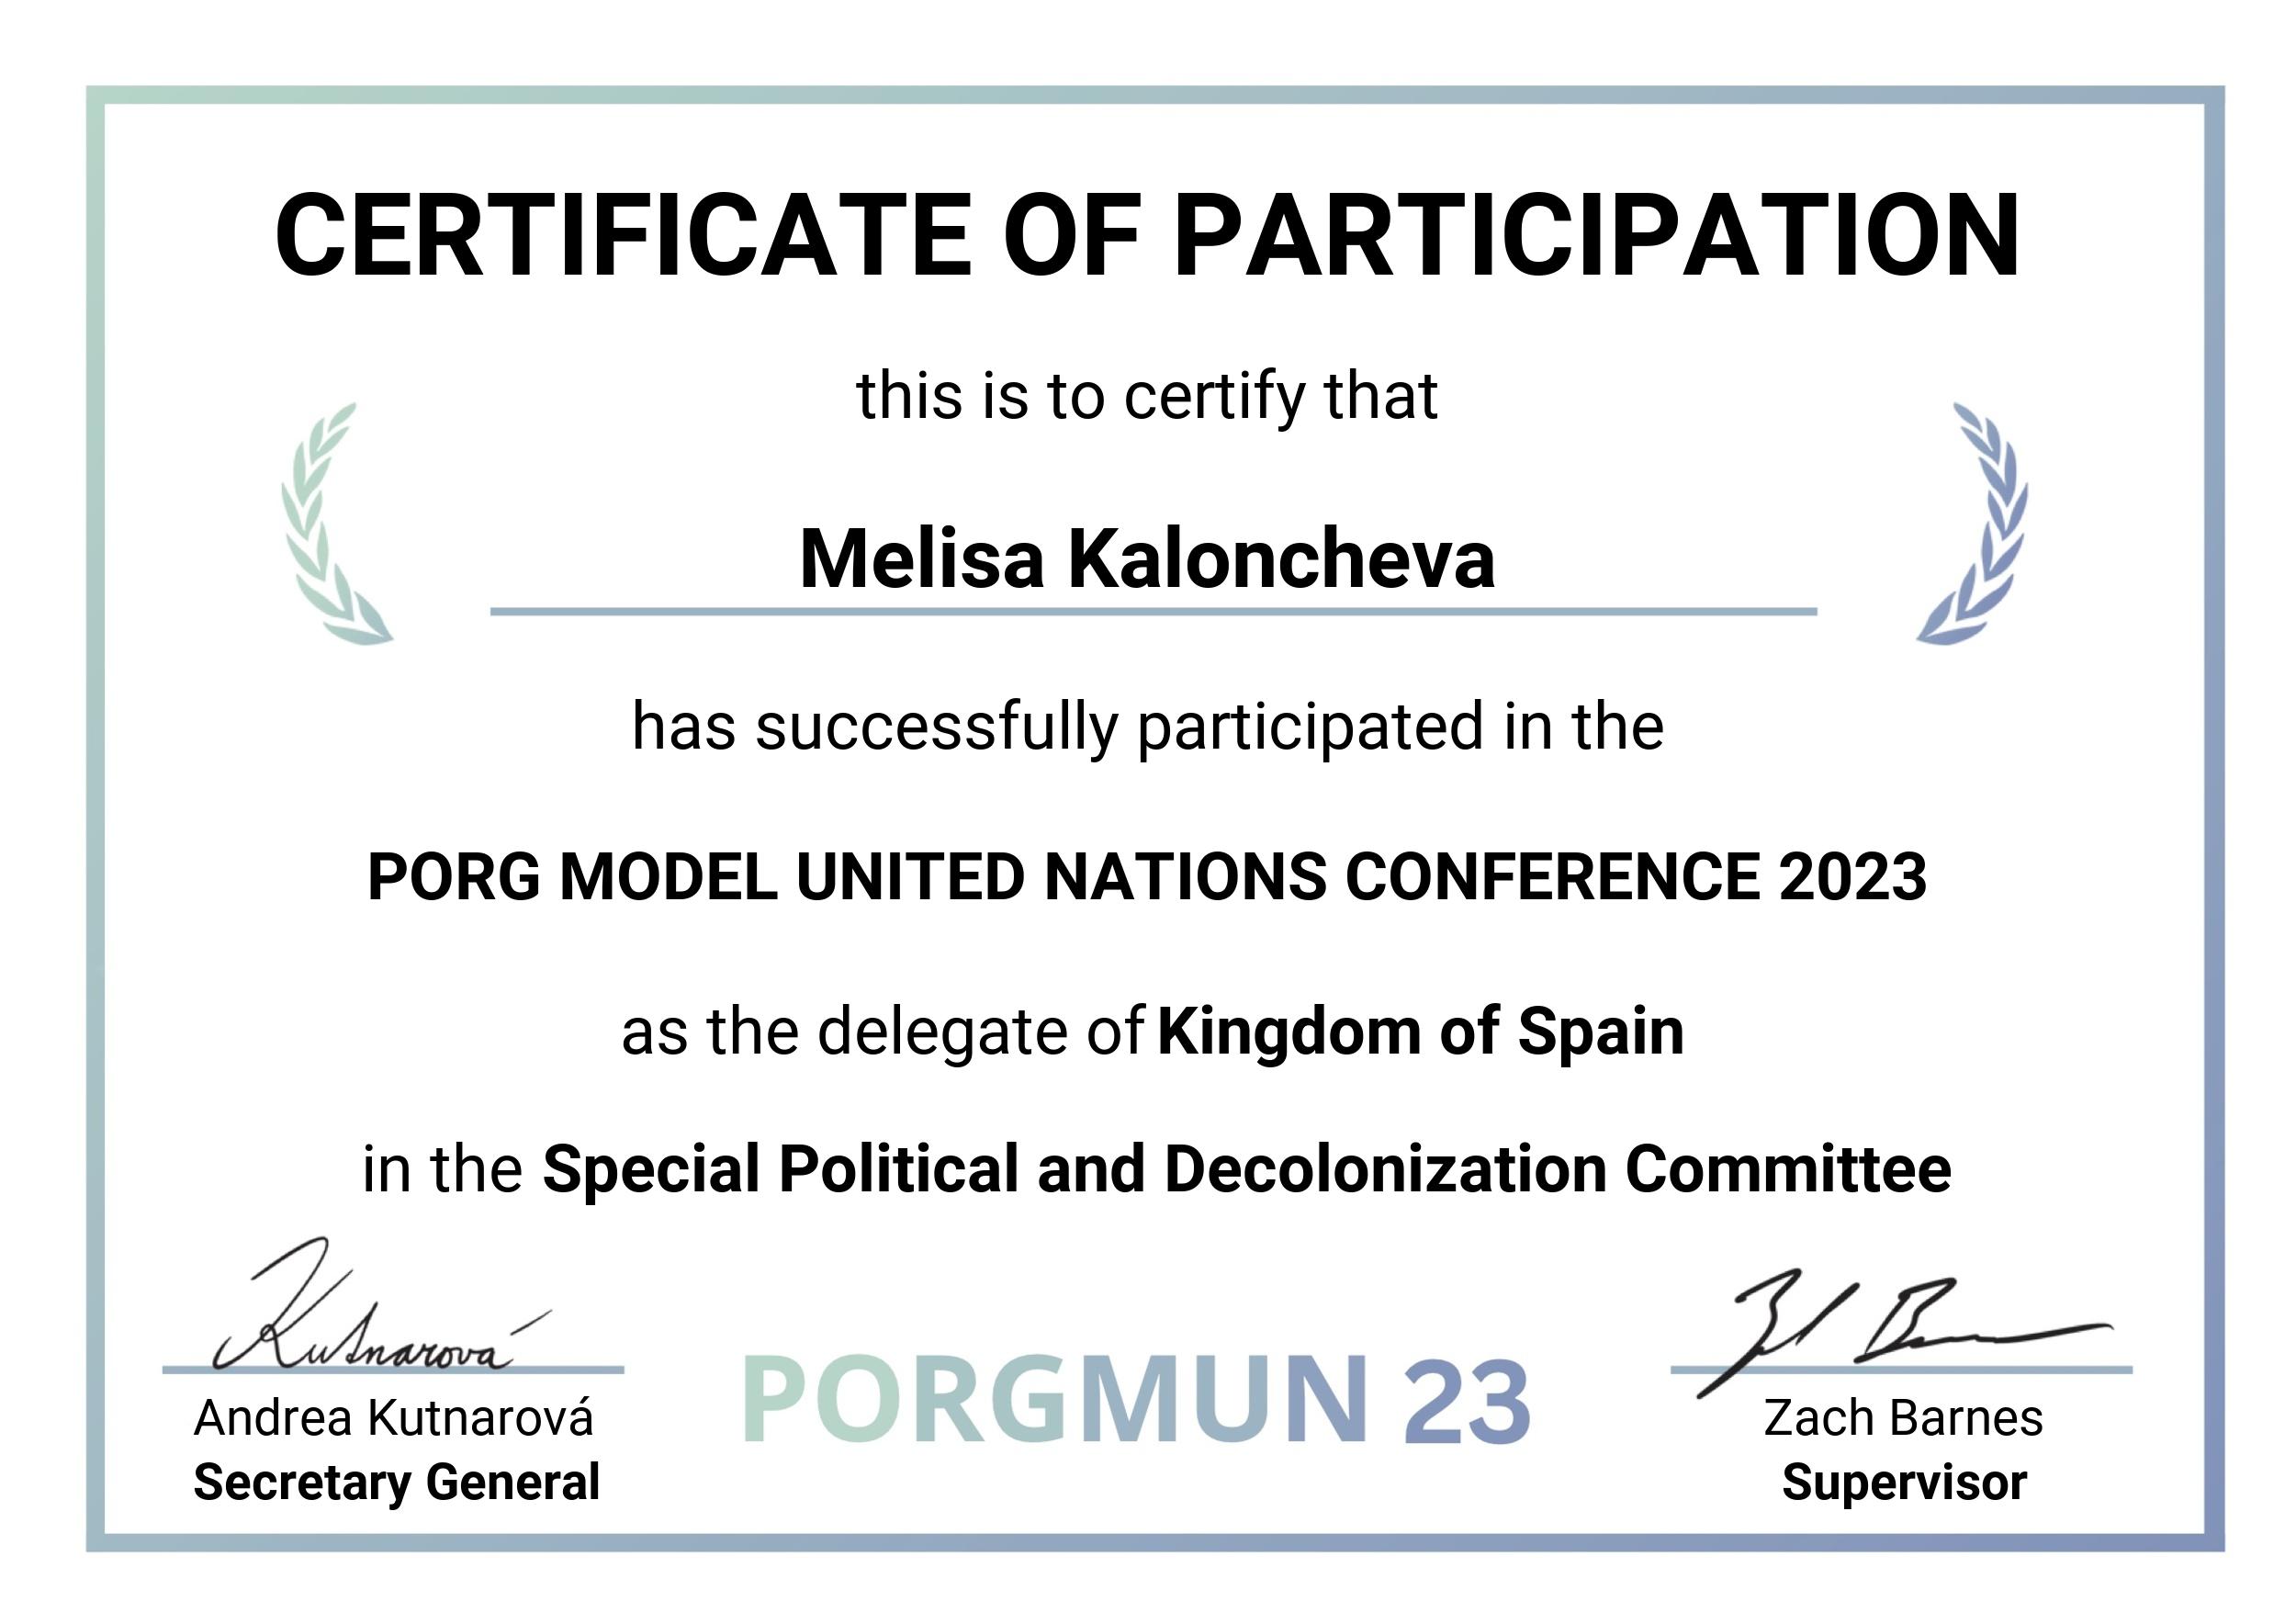 CERTIFICATE OF PARTICIPATION
this is to certify that
Melisa Kaloncheva
has successfully participated in the
PORG MODEL UNITED NATIONS CONFERENCE 2023
as the delegate of Kingdom of Spain
in the Special Political and Decolonization Committee
Kutnarová
Andrea Kutnarová
Secretary General
PORGMUN 23
Zach Barnes
Supervisor